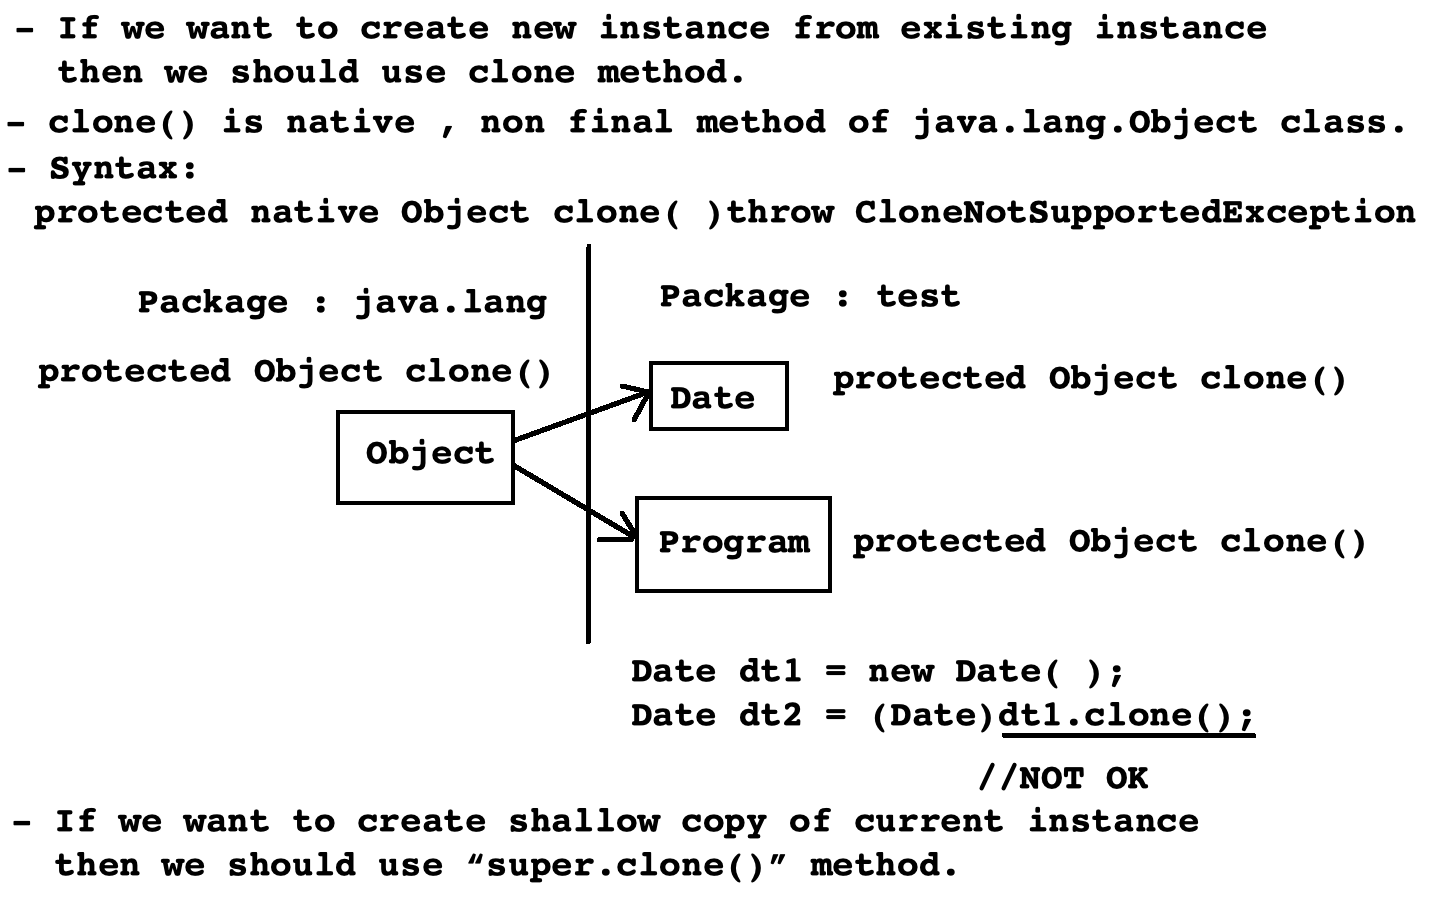 - If we want to create new instance from existing instance
then we should use clone method.
- clone() is native , non final method of java.lang.Object class.
- Syntax:
protected native Object clone( )throw CloneNotSupportedException
Package : java.lang
Package : test
protected Object clone()
Date
protected Object clone()
Object
Program
protected Object clone()
Date dt1 = new Date( );
Date dt2 = (Date)dt1.clone();
//NOT OK
- If we want to create shallow copy of current instance
then we should use “super.clone()” method.